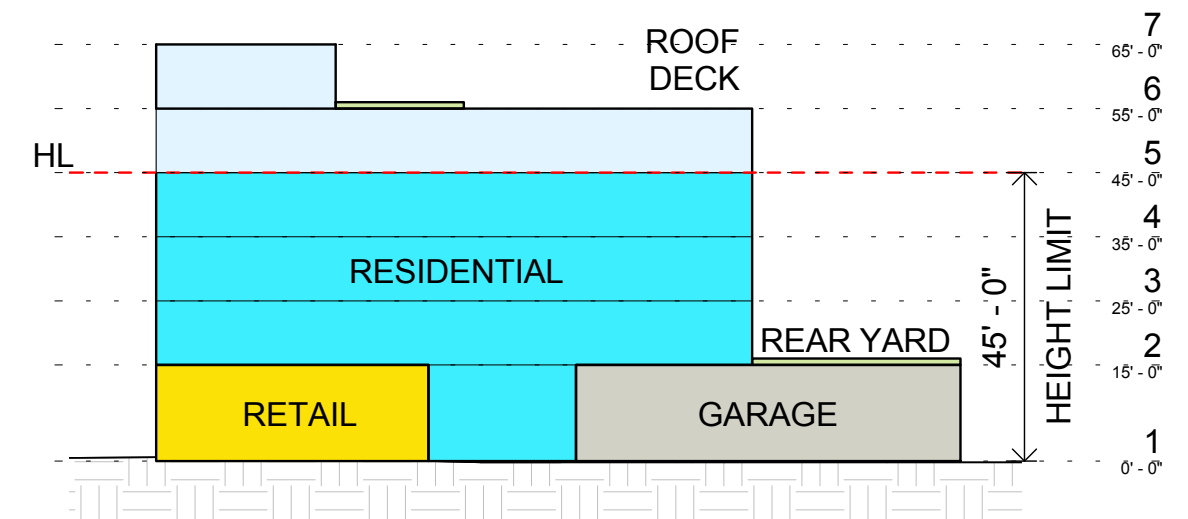 7
65' - 0"
ROOF
DECK
6
55' - 0"
HL
5
45' - 0"
4
35' - 0"
RESIDENTIAL
3
25' - 0"
45' - 0"
HEIGHT LIMIT
REAR YARD
2
15' - 0"
RETAIL
GARAGE
1
0' - 0"